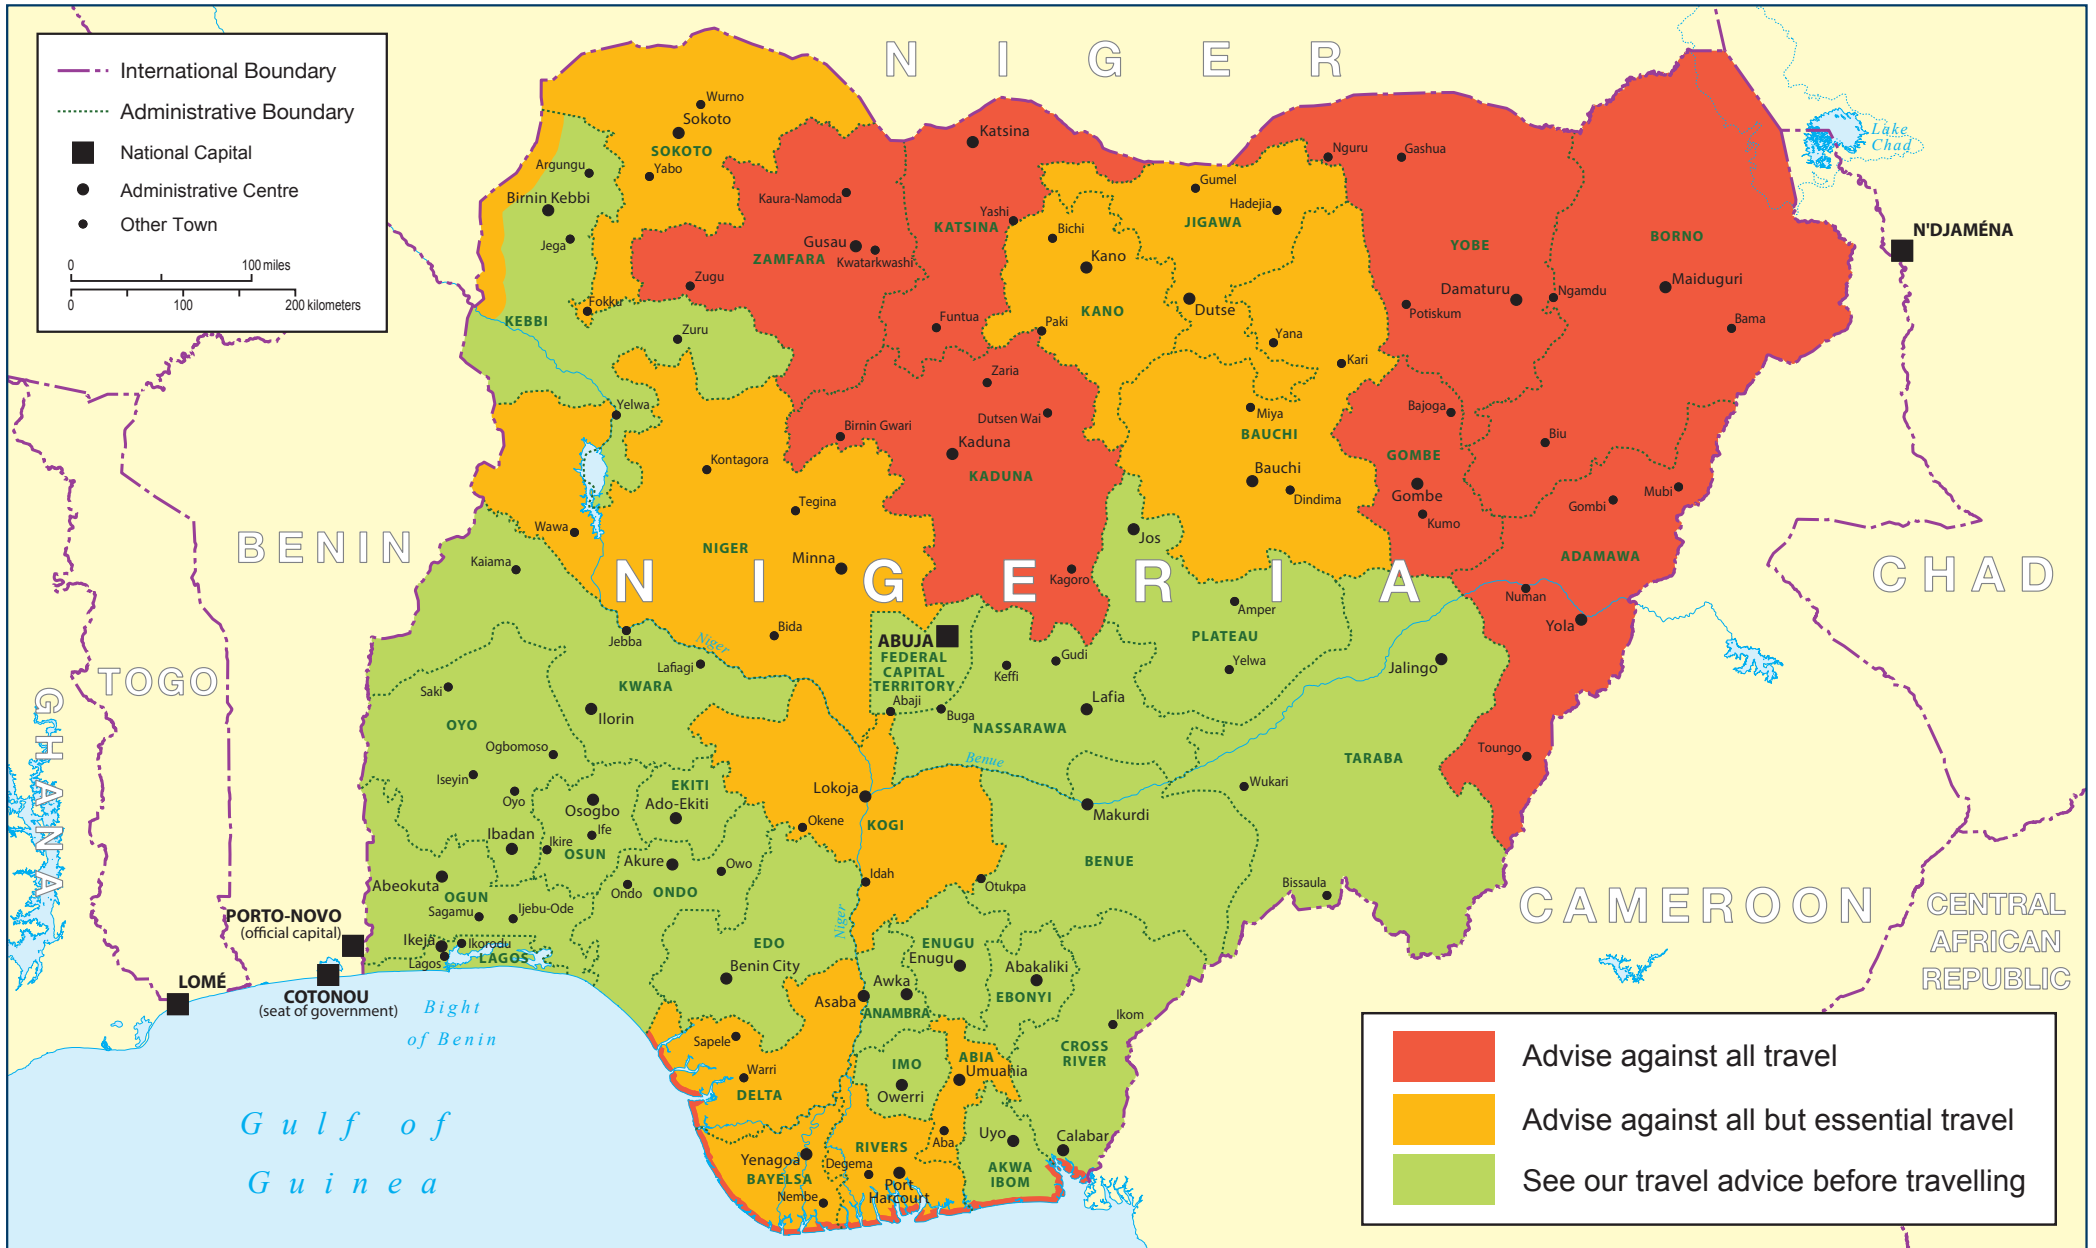 International Boundary
Administrative Boundary
National Capital
Administrative Centre
Other Town
0
100 miles
0
100
200 kilometers
NIGER
Lake
Chad
N'DJAMÉNA
Wurno
Sokoto
SOKOTO
Yabo
Argungu
Birnin Kebbi
Jega
Fokku
KEBBI
Zuru
Yelwa
Kaura-Namoda
Gusau
Kwatarkwashi
ZAMFARA
Zugu
Katsina
Yashi
KATSINA
Funtua
Bichi
Kano
KANO
Paki
Gumel
Hadejia
JIGAWA
Dutse
Nguru
Gashua
YOBE
Damaturu
Potiskum
Ngamdu
BORNO
Maiduguri
Bama
Biu
Yana
Kari
Miya
BAUCHI
Bauchi
Dindima
Bajoga
GOMBE
Gombe
Kumo
Gombi
Mubi
ADAMAWA
Numan
Yola
Toungo
Zaria
Dutsen Wai
Birnin Gwari
Kaduna
KADUNA
Kagoro
Kontagora
Tegina
Wawa
NIGER
Minna
Bida
NIGERIA
BENIN
TOGO
GHANA
CHAD
CAMEROON
CENTRAL
AFRICAN
REPUBLIC
Kaiama
Jebba
Niger
Lafiagi
KWARA
Ilorin
Saki
OYO
Ogbomoso
Iseyin
Oyo
Ibadan
Osogbo
Ife
Ikire
OSUN
EKITI
Ado-Ekiti
Akure
Owo
Ondo
ONDO
Abeokuta
OGUN
Sagamu
Ijebu-Ode
Ikeja
Ikorodu
Lagos
LAGOS
ABUJA
FEDERAL
CAPITAL
TERRITORY
Abaji
Buga
Keffi
Gudi
Lafia
NASSARAWA
Jos
Amper
PLATEAU
Yelwa
Jalingo
TARABA
Wukari
Bissaula
Benue
Makurdi
BENUE
Otukpa
Lokoja
KOGI
Okene
Idah
Niger
EDO
Benin City
Asaba
Awka
ANAMBRA
ENUGU
Enugu
Abakaliki
EBONYI
Ikom
CROSS
RIVER
Calabar
IMO
Owerri
ABIA
Umuahia
Aba
Uyo
AKWA
IBOM
Sapele
Warri
DELTA
Yenagoa
BAYELSA
Nembe
RIVERS
Degema
Port
Harcourt
PORTO-NOVO
(official capital)
COTONOU
(seat of government)
LOMÉ
Bight
of Benin
Gulf of
Guinea
Advise against all travel
Advise against all but essential travel
See our travel advice before travelling